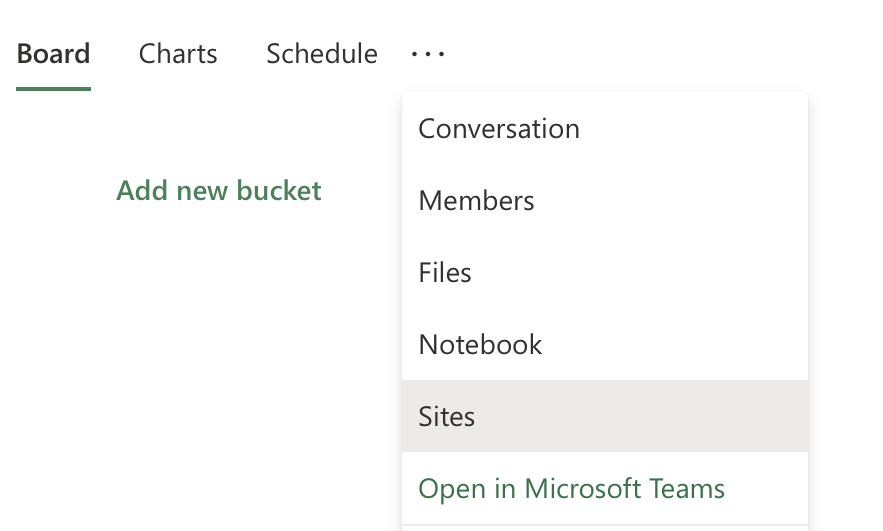 Board Charts Schedule ···
Conversation
Add new bucket
Members
Files
Notebook
Sites
Open in Microsoft Teams